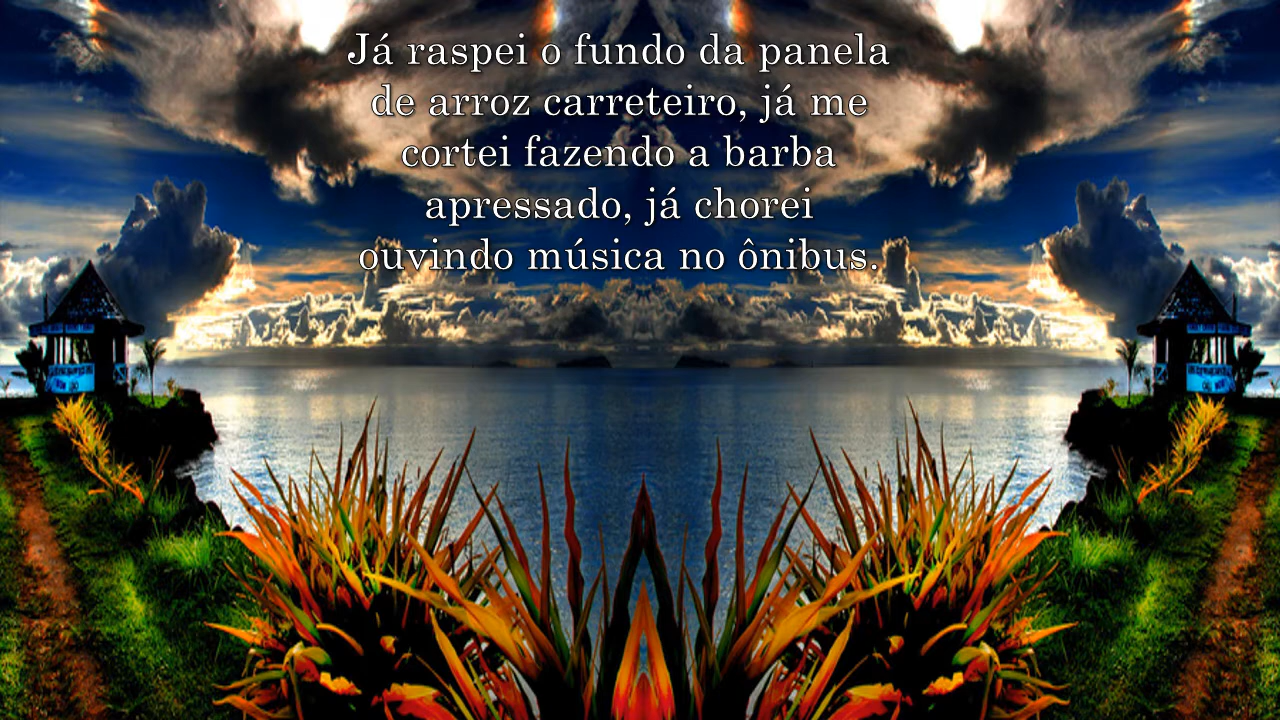 Já raspei o fundo da panela
de arroz carreteiro, já me
cortei fazendo a barba
apressado, já chorei
ouvindo música no ônibus.